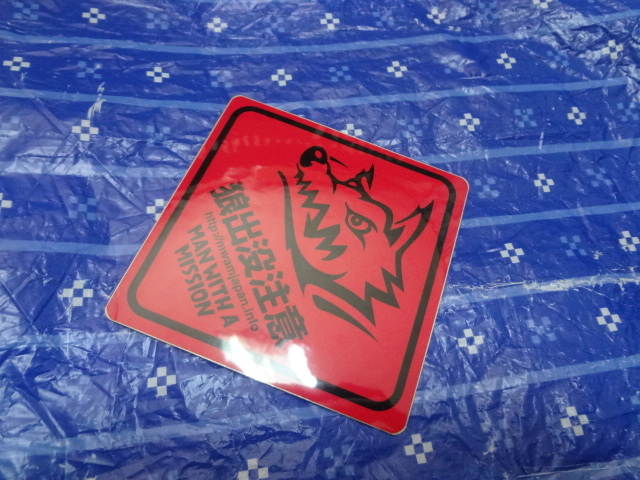 狼出没注意
http://mwamjapan.info
MAN WITH A
MISSION